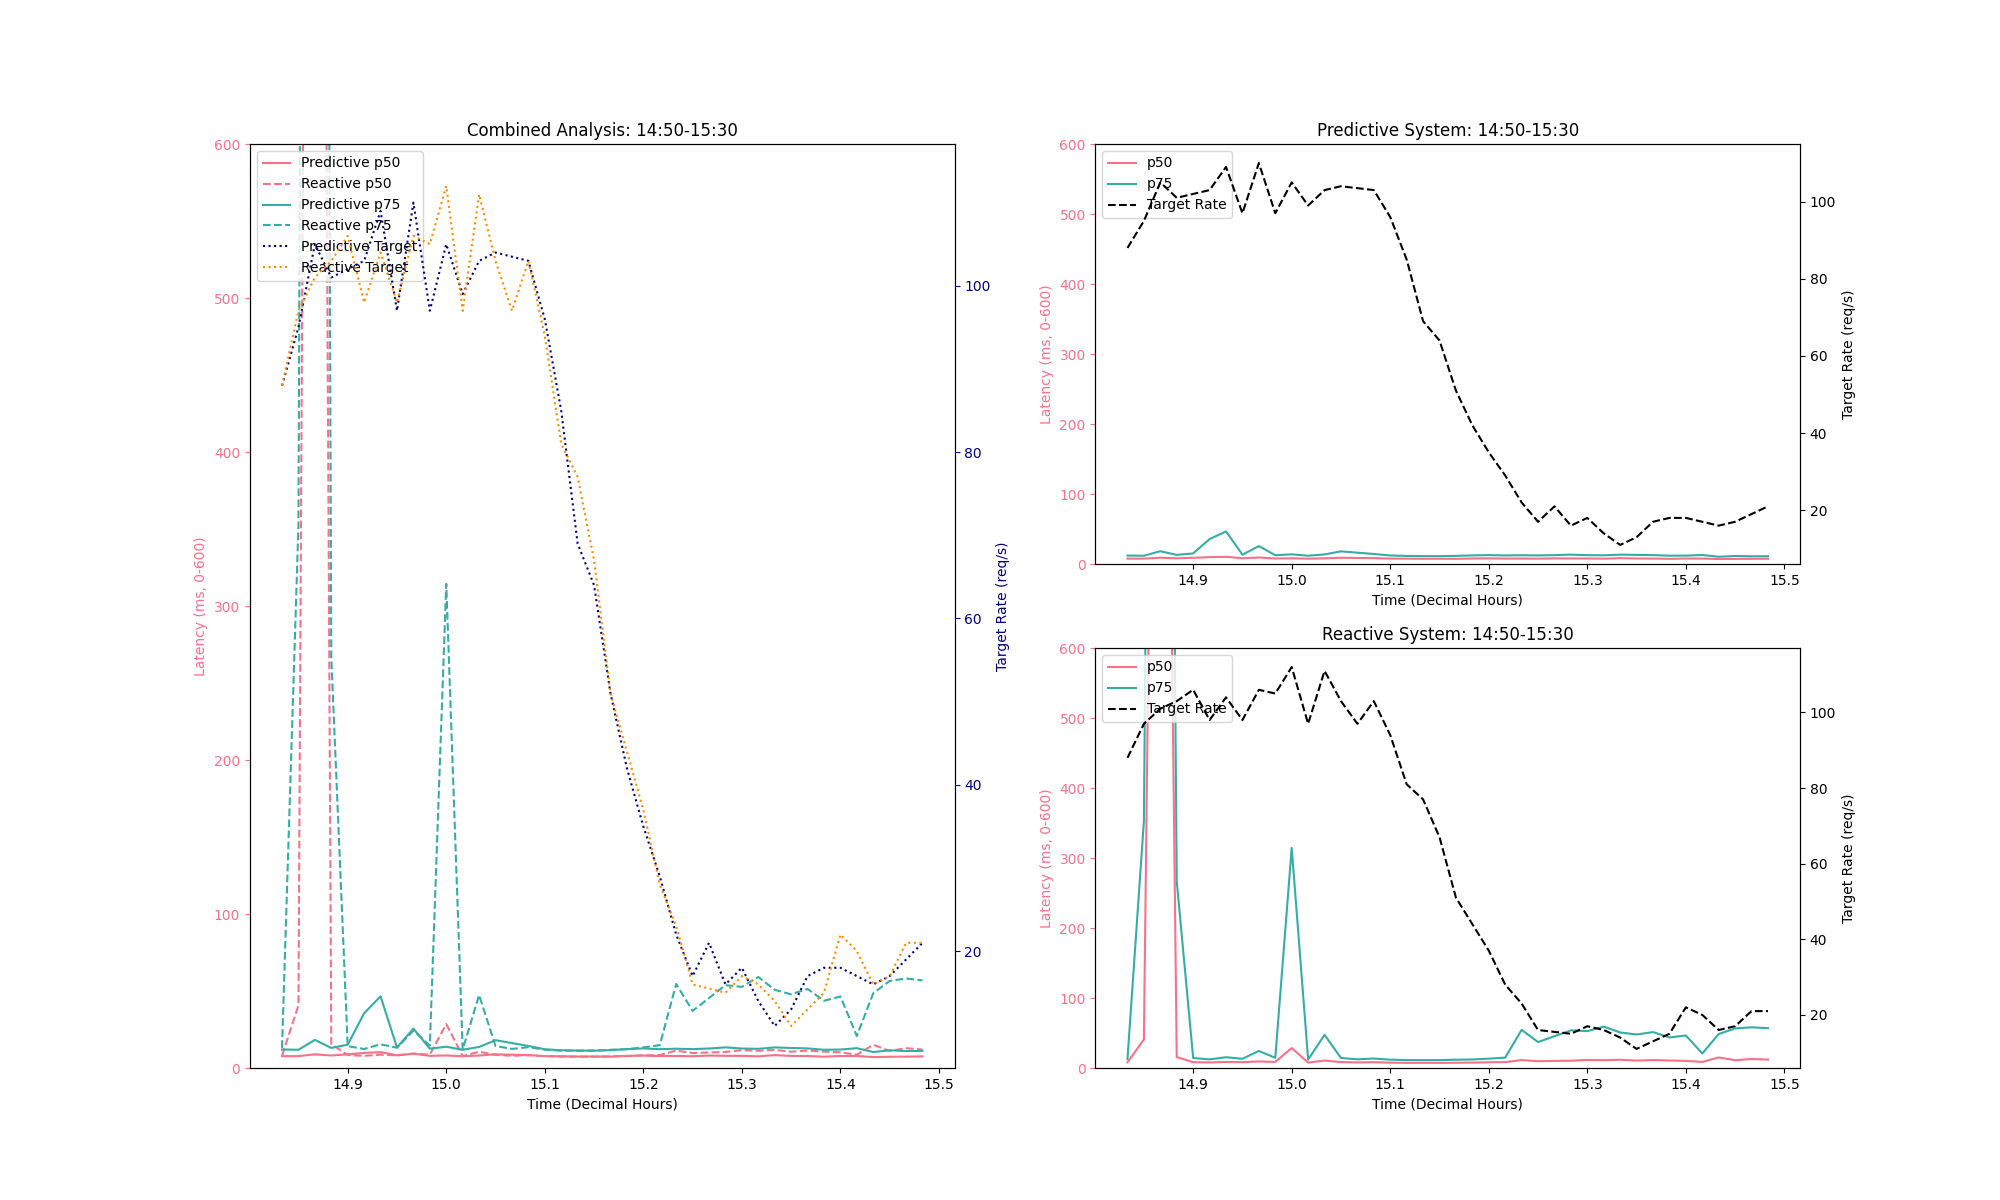 Combined Analysis: 14:50-15:30
600
500
400
300
200
100
0
Latency (ms, 0-600)
Predictive p50
Reactive p50
Predictive p75
Reactive p75
Predictive Target
Reactive Target
100
80
60
40
20
Target Rate (req/s)
14.9 15.0 15.1 15.2 15.3 15.4 15.5
Time (Decimal Hours)
Predictive System: 14:50-15:30
600
500
400
300
200
100
0
Latency (ms, 0-600)
p50
p75
Target Rate
100
80
60
40
20
Target Rate (req/s)
14.9 15.0 15.1 15.2 15.3 15.4 15.5
Time (Decimal Hours)
Reactive System: 14:50-15:30
600
500
400
300
200
100
0
Latency (ms, 0-600)
p50
p75
Target Rate
100
80
60
40
20
Target Rate (req/s)
14.9 15.0 15.1 15.2 15.3 15.4 15.5
Time (Decimal Hours)